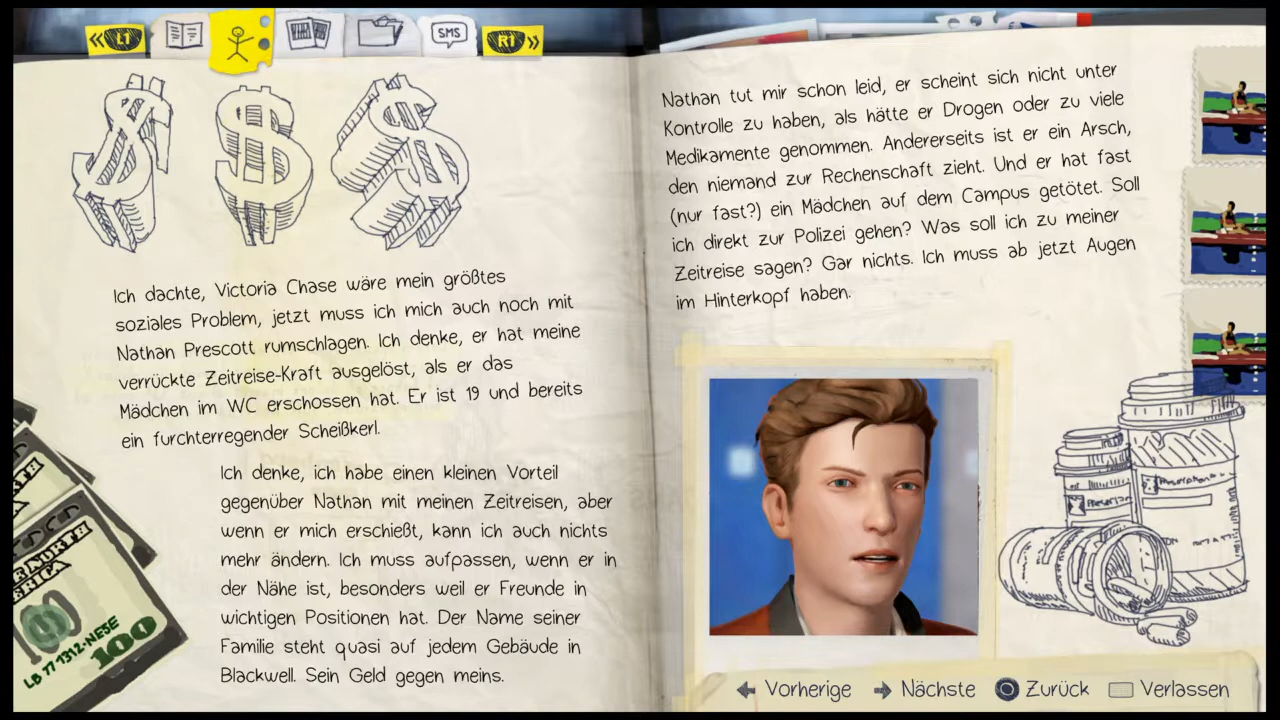 L1
SMS
R1
Ich dachte, Victoria Chase wäre mein größtes
soziales Problem, jetzt muss ich mich auch noch mit
Nathan Prescott rumschlagen. Ich denke, er hat meine
verrückte Zeitreise-Kraft ausgelöst, als er das
Mädchen im WC erschossen hat. Er ist 19 und bereits
ein furchterregender Scheißkerl.
Ich denke, ich habe einen kleinen Vorteil
gegenüber Nathan mit meinen Zeitreisen, aber
wenn er mich erschießt, kann ich auch nichts
mehr ändern. Ich muss aufpassen, wenn er in
der Nähe ist, besonders weil er Freunde in
wichtigen Positionen hat. Der Name seiner
Familie steht quasi auf jedem Gebäude in
Blackwell. Sein Geld gegen meins.
100
Nathan tut mir schon leid, er scheint sich nicht unter
Kontrolle zu haben, als hätte er Drogen oder zu viele
Medikamente genommen. Andererseits ist er ein Arsch,
den niemand zur Rechenschaft zieht. Und er hat fast
(nur fast?) ein Mädchen auf dem Campus getötet. Soll
ich direkt zur Polizei gehen? Was soll ich zu meiner
Zeitreise sagen? Gar nichts. Ich muss ab jetzt Augen
im Hinterkopf haben.
Vorherige Nächste Zurück Verlassen